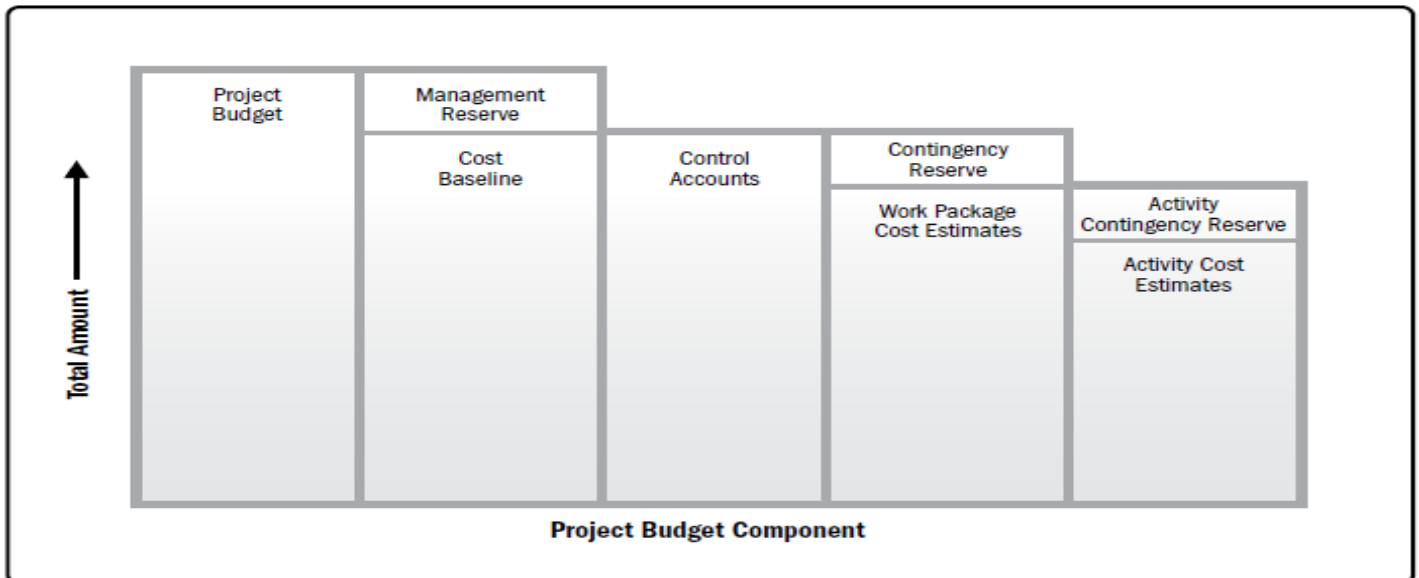 Project
Budget
Management
Reserve
Cost
Baseline
Control
Accounts
Contingency
Reserve
Work Package
Cost Estimates
Activity
Contingency Reserve
Activity Cost
Estimates
Total Amount
Project Budget Component